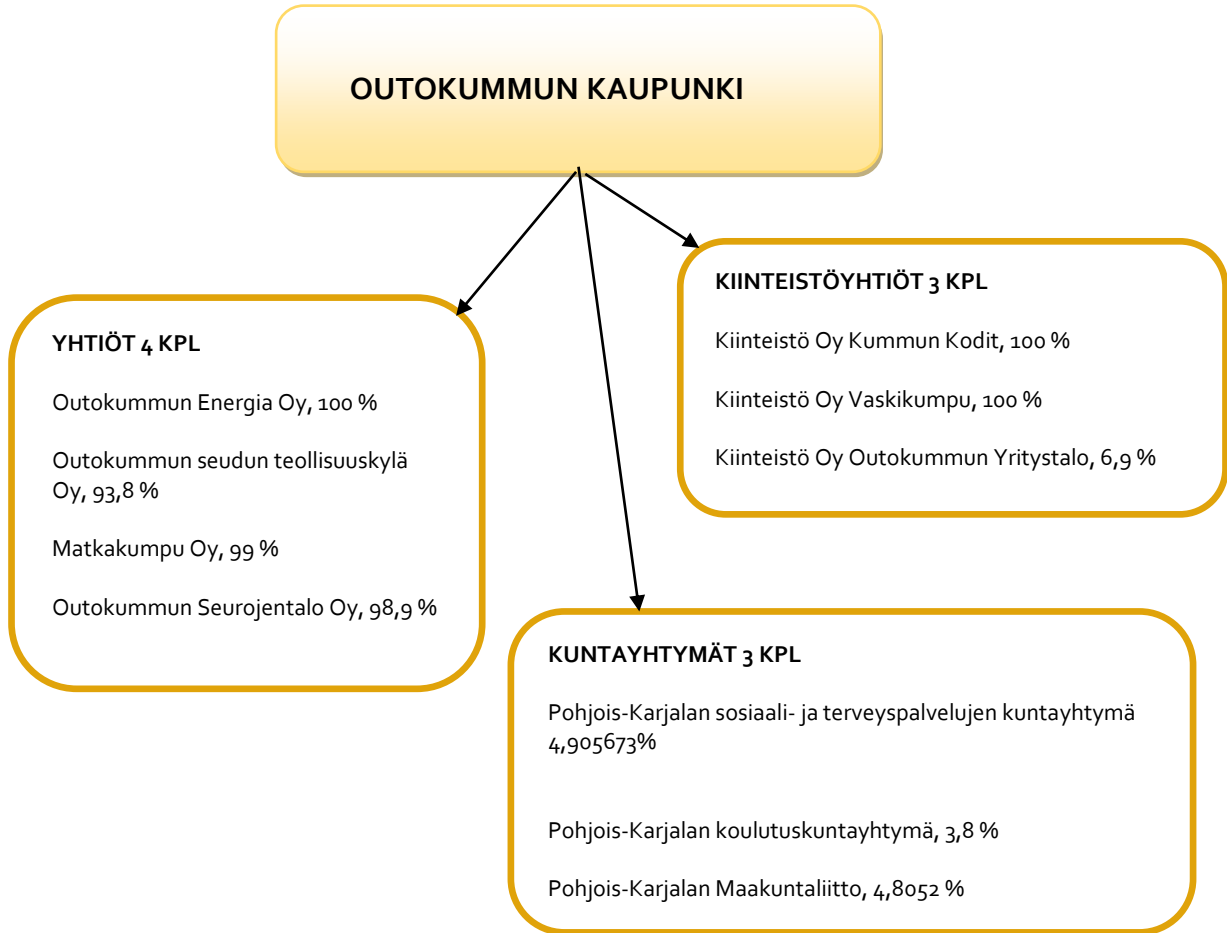 OUTOKUMMUN KAUPUNKI
YHTIÖT 4 KPL
Outokummun Energia Oy, 100 %
Outokummun seudun teollisuuskylä
Oy, 93,8 %
Matkakumpu Oy, 99 %
Outokummun Seurojentalo Oy, 98,9 %
KIINTEISTÖYHTIÖT 3 KPL
Kiinteistö Oy Kummun Kodit, 100 %
Kiinteistö Oy Vaskikumpu, 100 %
Kiinteistö Oy Outokummun Yritystalo, 6,9 %
KUNTAYHTYMÄT 3 KPL
Pohjois-Karjalan sosiaali- ja terveyspalvelujen kuntayhtymä
4,905673%
Pohjois-Karjalan koulutuskuntayhtymä, 3,8 %
Pohjois-Karjalan Maakuntaliitto, 4,8052 %